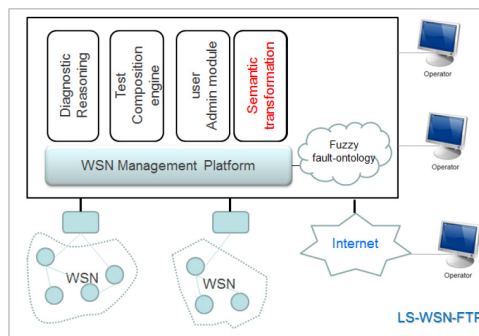 Diagnostic
Reasoning
Test
Composition
engine
user
Admin module
Semantic
transformation
Operator
WSN Management Platform
Fuzzy
fault-ontology
Operator
WSN
WSN
Internet
Operator
LS-WSN-FTP